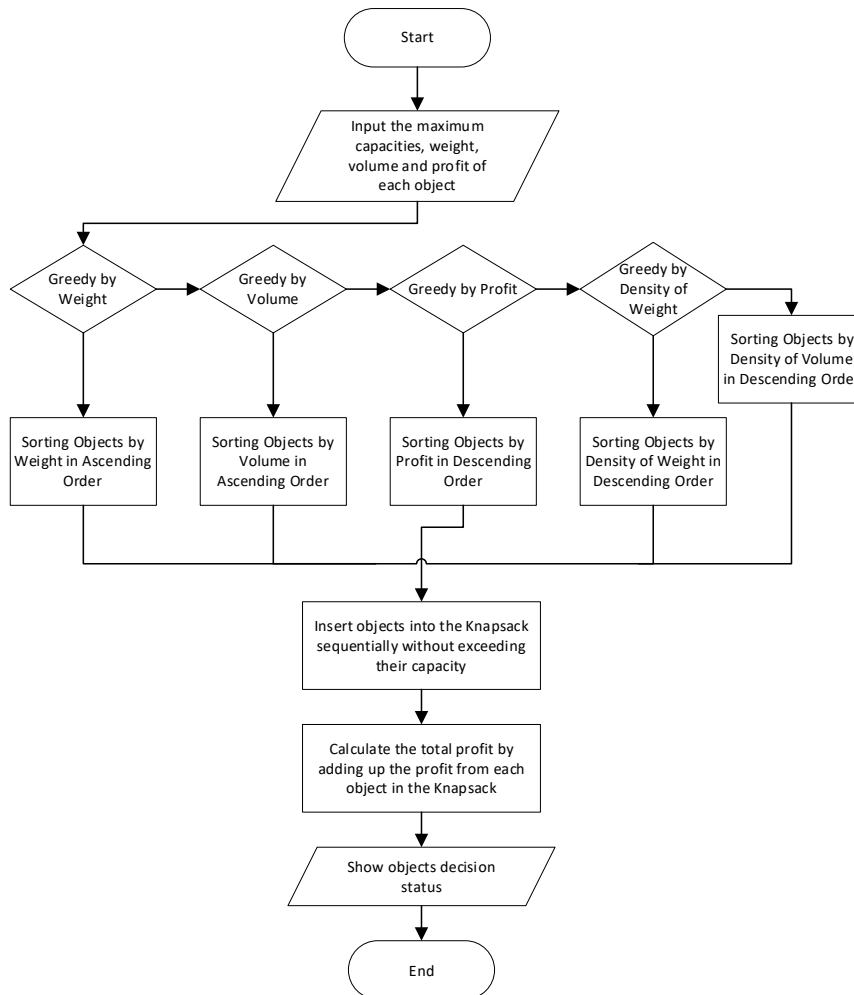 Start
Input the maximum
capacities, weight,
volume and profit of
each object
Greedy by
Weight
Greedy by
Volume
Greedy by Profit
Greedy by
Density of
Weight
Sorting Objects by
Density of Volume
in Descending Order
Sorting Objects by
Weight in Ascending
Order
Sorting Objects by
Volume in
Ascending Order
Sorting Objects by
Profit in Descending
Order
Sorting Objects by
Density of Weight in
Descending Order
Insert objects into the Knapsack
sequentially without exceeding
their capacity
Calculate the total profit by
adding up the profit from each
object in the Knapsack
Show objects decision
status
End